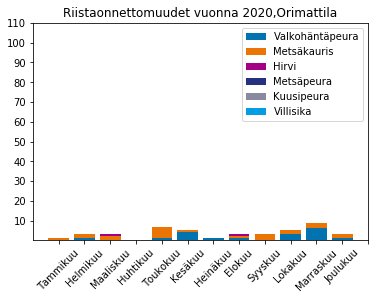 Riistaonnettomuudet vuonna 2020,Orimattila
110
100
90
80
70
60
50
40
30
20
10
Valkohäntäpeura
Metsäkauris
Hirvi
Metsäpeura
Kuusipeura
Villisika
Tammikuu
Helmikuu
Maaliskuu
Huhtikuu
Toukokuu
Kesäkuu
Heinäkuu
Elokuu
Syyskuu
Lokakuu
Marraskuu
Joulukuu